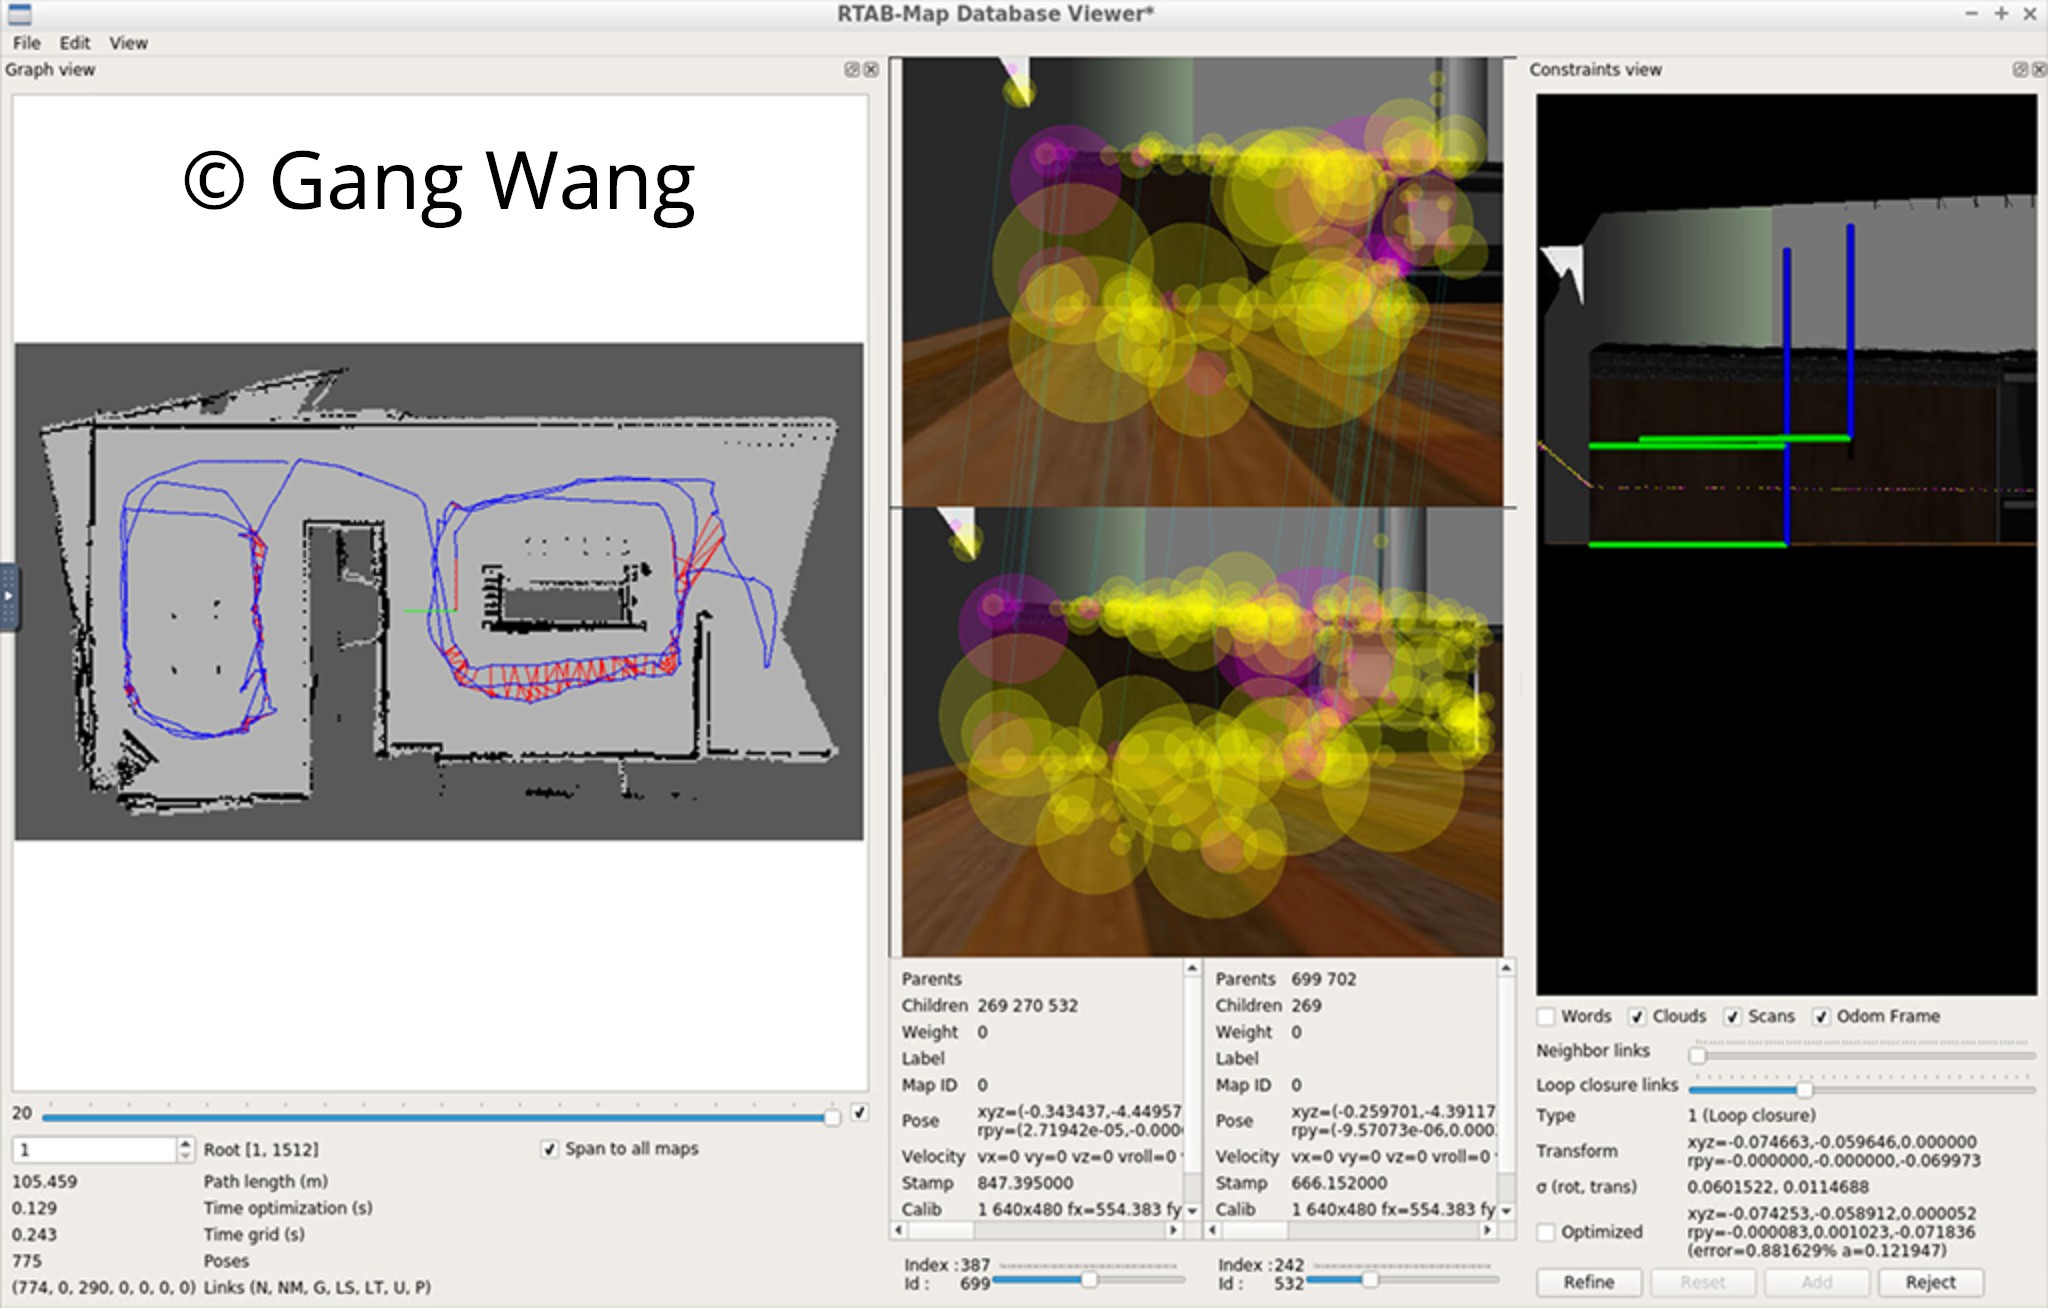 RTAB-Map Database Viewer*
File Edit View
Graph view
© Gang Wang
20
1 Root [1, 1512] Span to all maps
105.459 Path length (m)
0.129 Time optimization (s)
0.243 Time grid (s)
775 Poses
(774, 0, 290, 0, 0, 0, 0) Links (N, NM, G, LS, LT, U, P)
Parents
Children 269 270 532
Weight 0
Label
Map ID 0
Pose xyz=(-0.343437,-4.44957
rpy=(2.71942e-05,-0.000
Velocity vx=0 vy=0 vz=0 vroll=0
Stamp 847.395000
Calib 1 640x480 fx=554.383 fy
Index :387
Id : 699
Parents 699 702
Children 269
Weight 0
Label
Map ID 0
Pose xyz=(-0.259701,-4.39117
rpy=(-9.57073e-06,0.000
Velocity vx=0 vy=0 vz=0 vroll=0
Stamp 666.152000
Calib 1 640x480 fx=554.383 fy
Index :242
Id : 532
Constraints view
Words Clouds Scans Odom Frame
Neighbor links
Loop closure links
Type 1 (Loop closure)
Transform xyz=-0.074663,-0.059646,0.000000
rpy=-0.000000,-0.000000,-0.069973
σ (rot, trans) 0.0601522, 0.0114688
Optimized xyz=-0.074253,-0.058912,0.000052
rpy=-0.000083,0.001023,-0.071836
(error=0.881629% a=0.121947)
Refine Reset Add Reject